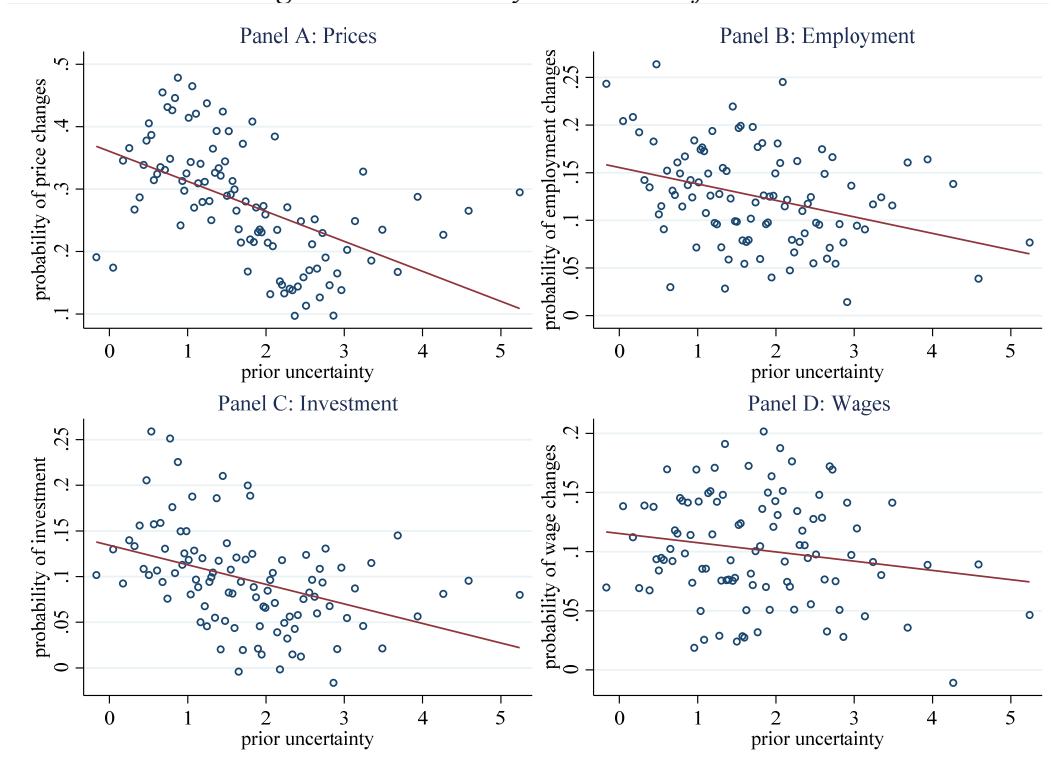 Panel A: Prices
probability of price changes
.5
.4
.3
.2
.1
0 1 2 3 4 5
prior uncertainty
Panel B: Employment
probability of employment changes
.25
.2
.15
.1
.05
0
0 1 2 3 4 5
prior uncertainty
Panel C: Investment
probability of investment
.25
.2
.15
.1
.05
0
0 1 2 3 4 5
prior uncertainty
Panel D: Wages
probability of wage changes
.2
.15
.1
.05
0
0 1 2 3 4 5
prior uncertainty